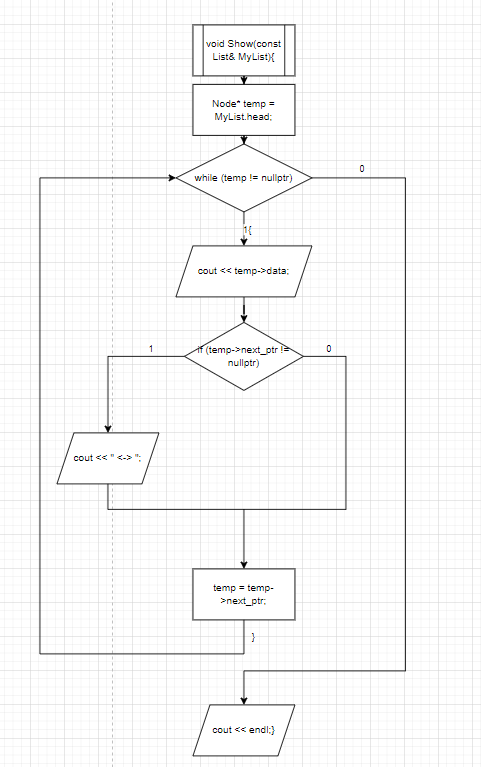 void Show(const
List& MyList){
Node* temp =
MyList.head;
while (temp != nullptr)
0
1{
cout << temp->data;
if (temp->next_ptr !=
nullptr)
1
0
cout << " <-> ";
temp = temp-
>next_ptr;
}
cout << endl;}